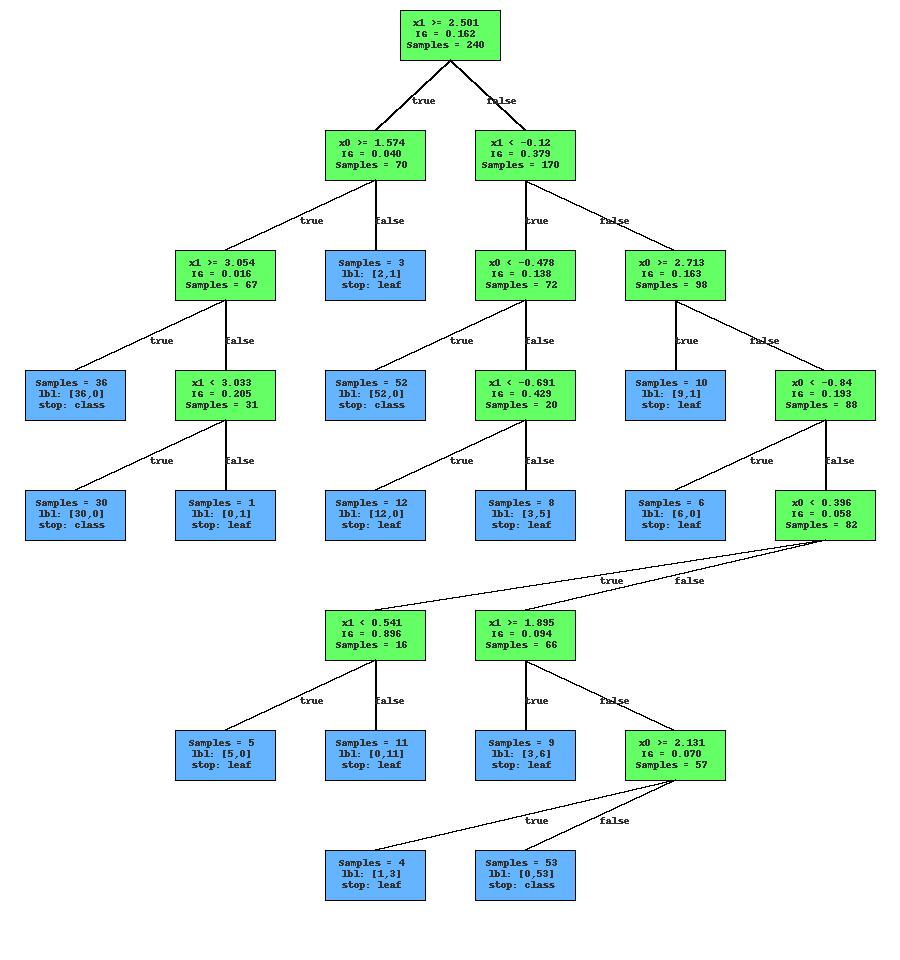 x1 >= 2.501
IG = 0.162
Samples = 240
true
false
x0 >= 1.574
IG = 0.040
Samples = 70
x1 < -0.12
IG = 0.379
Samples = 170
true
false
true
false
x1 >= 3.054
IG = 0.016
Samples = 67
Samples = 3
lbl: [2,1]
stop: leaf
x0 < -0.478
IG = 0.138
Samples = 72
x0 >= 2.713
IG = 0.163
Samples = 98
true
false
true
false
true
false
Samples = 36
lbl: [36,0]
stop: class
x1 < 3.033
IG = 0.205
Samples = 31
Samples = 52
lbl: [52,0]
stop: class
x1 < -0.691
IG = 0.429
Samples = 20
Samples = 10
lbl: [9,1]
stop: leaf
x0 < -0.84
IG = 0.193
Samples = 88
true
false
true
false
true
false
Samples = 30
lbl: [30,0]
stop: class
Samples = 1
lbl: [0,1]
stop: leaf
Samples = 12
lbl: [12,0]
stop: leaf
Samples = 8
lbl: [3,5]
stop: leaf
Samples = 6
lbl: [6,0]
stop: leaf
x0 < 0.396
IG = 0.058
Samples = 82
true
false
x1 < 0.541
IG = 0.896
Samples = 16
x1 >= 1.895
IG = 0.094
Samples = 66
true
false
true
false
Samples = 5
lbl: [5,0]
stop: leaf
Samples = 11
lbl: [0,11]
stop: leaf
Samples = 9
lbl: [3,6]
stop: leaf
x0 >= 2.131
IG = 0.070
Samples = 57
true
false
Samples = 4
lbl: [1,3]
stop: leaf
Samples = 53
lbl: [0,53]
stop: class